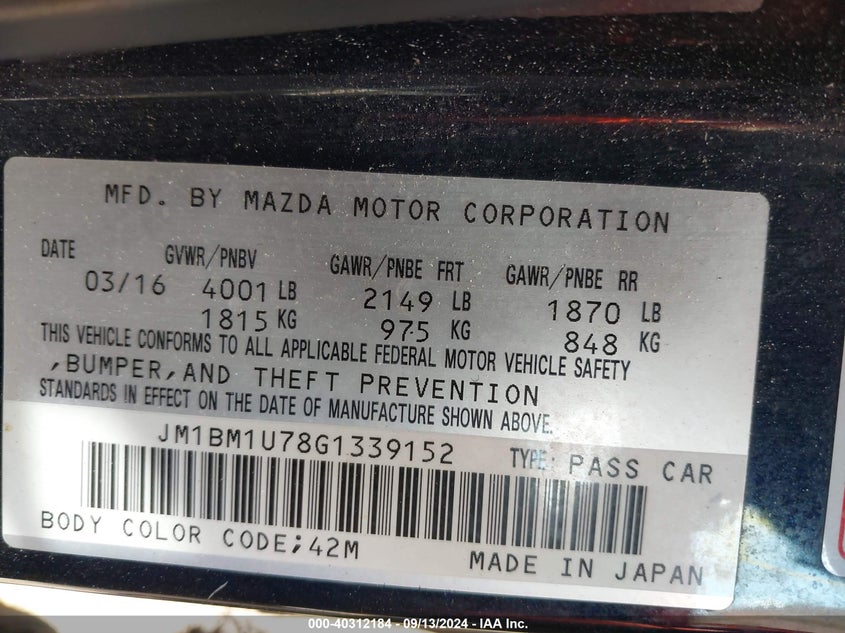 MFD. BY MAZDA MOTOR CORPORATION
DATE GVWR/PNBV GAWR/PNBE FRT GAWR/PNBE RR
03/16 4001 LB 2149 LB 1870 LB
1815 KG 975 KG 848 KG
THIS VEHICLE CONFORMS TO ALL APPLICABLE FEDERAL MOTOR VEHICLE SAFETY
,BUMPER,AND THEFT PREVENTION
STANDARDS IN EFFECT ON THE DATE OF MANUFACTURE SHOWN ABOVE.
JM1BM1U78G1339152 TYPE: PASS CAR
BODY COLOR CODE;42M MADE IN JAPAN
000-40312184 - 09/13/2024 - IAA Inc.